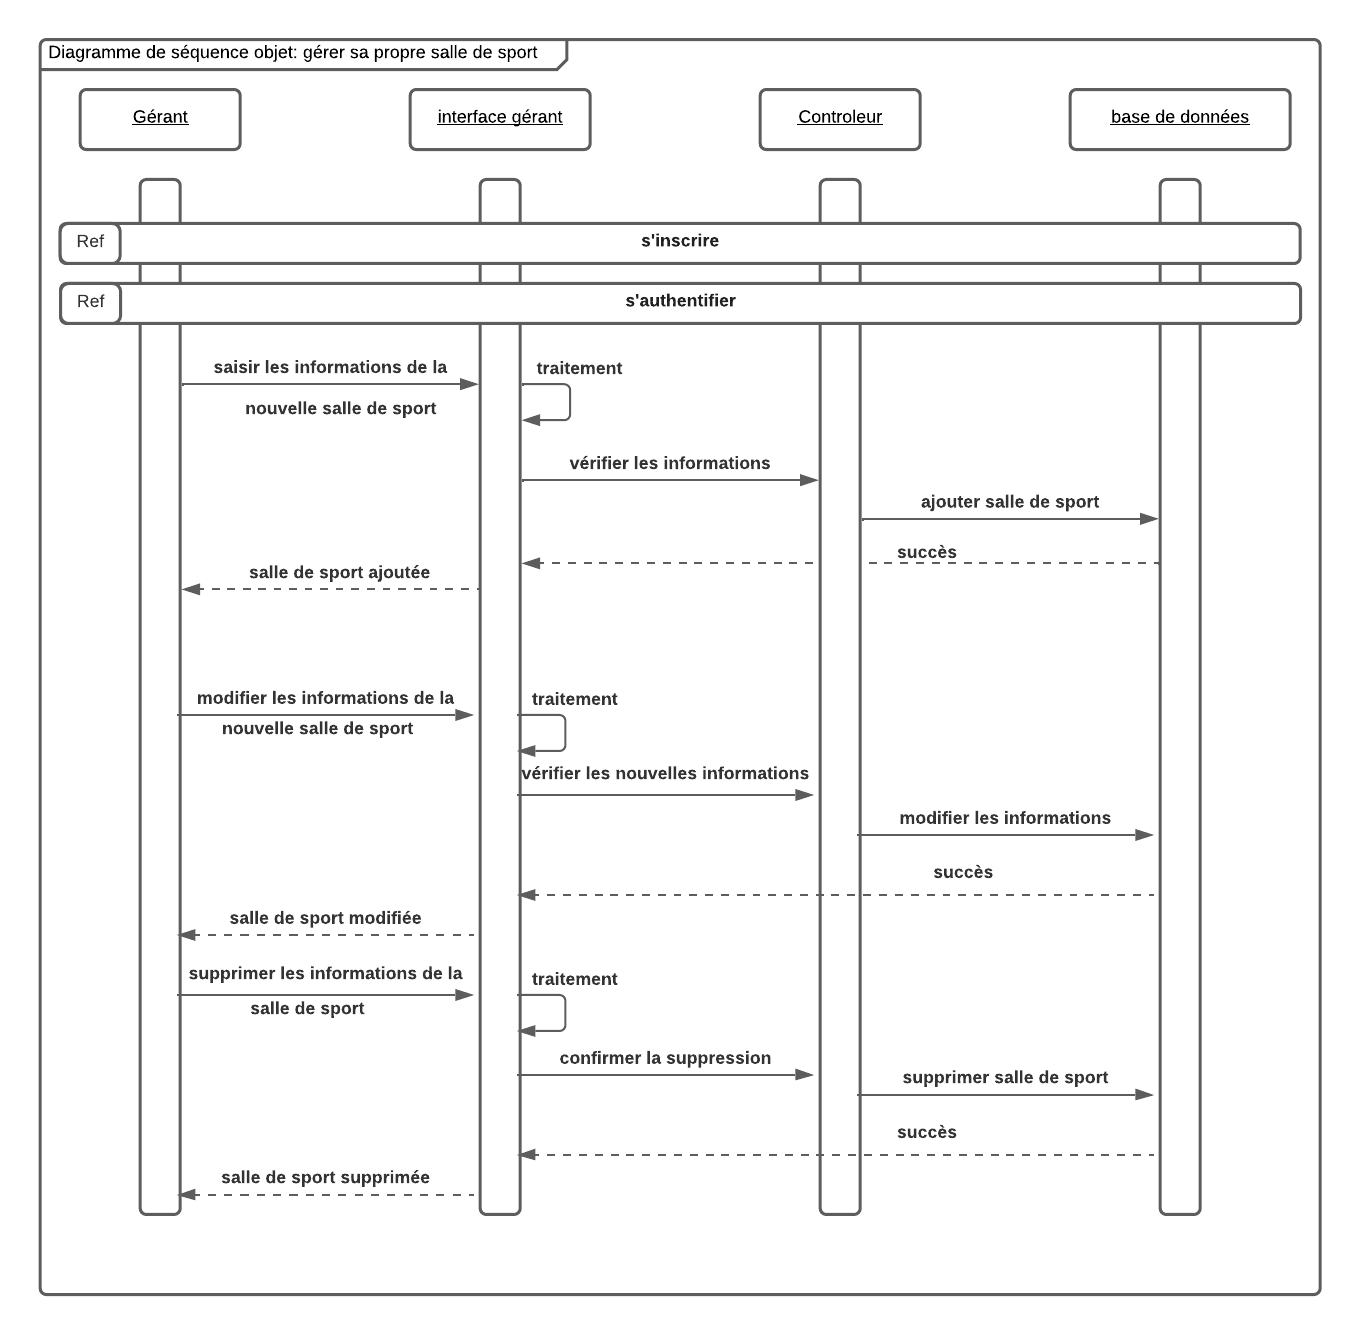 Diagramme de séquence objet: gérer sa propre salle de sport
Gérant
interface gérant
Controleur
base de données
Ref
s'inscrire
Ref
s'authentifier
saisir les informations de la
nouvelle salle de sport
traitement
vérifier les informations
ajouter salle de sport
succès
salle de sport ajoutée
modifier les informations de la
nouvelle salle de sport
traitement
vérifier les nouvelles informations
modifier les informations
succès
salle de sport modifiée
supprimer les informations de la
salle de sport
traitement
confirmer la suppression
supprimer salle de sport
succès
salle de sport supprimée